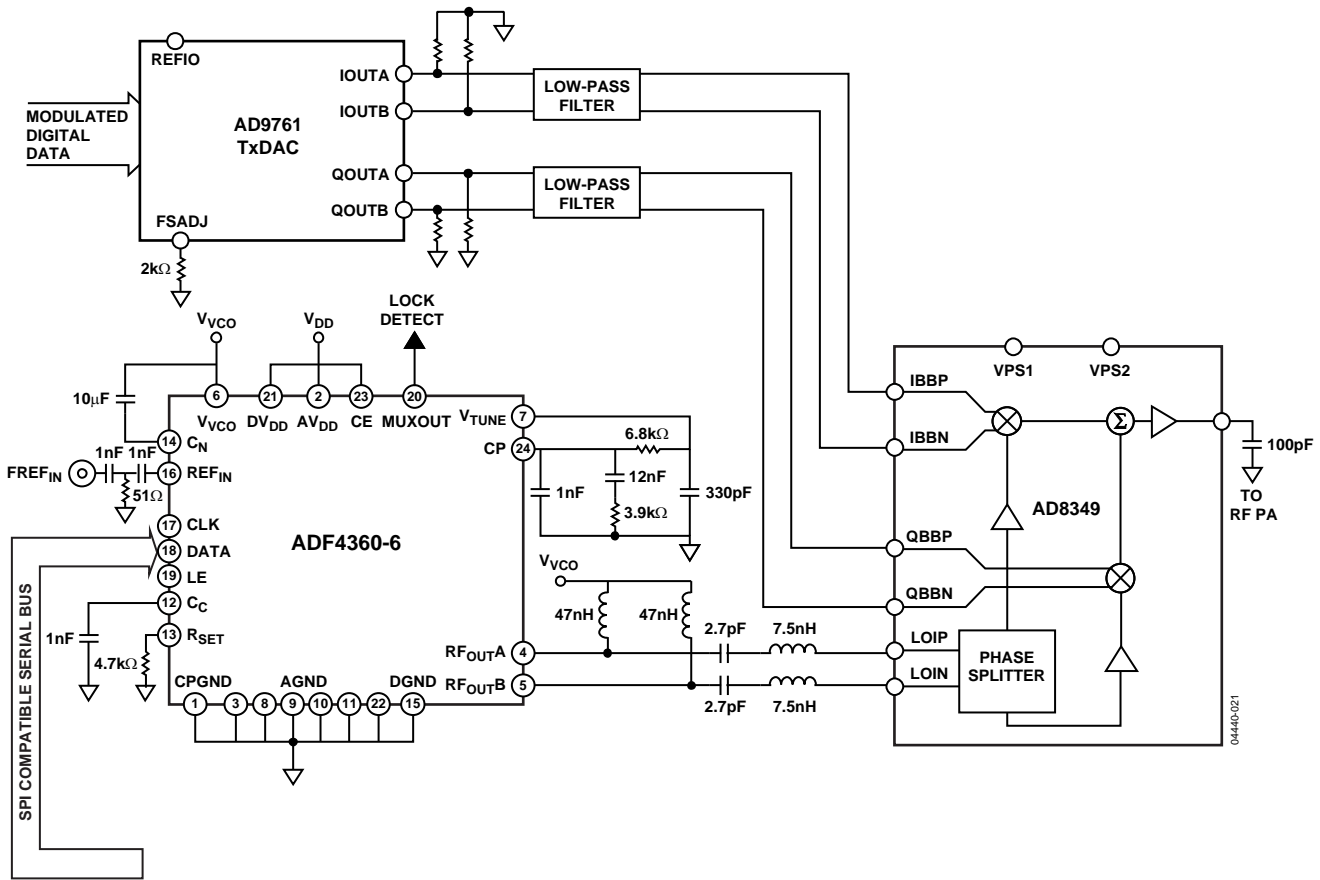 REFIO
IOUTA
IOUTB
QOUTA
QOUTB
FSADJ
AD9761
TxDAC
MODULATED
DIGITAL
DATA
2kΩ
LOW-PASS
FILTER
LOW-PASS
FILTER
LOCK
DETECT
VVCO
VDD
10µF
6
21
2
23
20
VVCO
DVDD
AVDD
CE
MUXOUT
VTUNE
7
CP
24
14
CN
1nF
1nF
FREFIN
16
REFIN
51Ω
17
CLK
18
DATA
19
LE
12
CC
1nF
13
RSET
4.7kΩ
ADF4360-6
CPGND
AGND
DGND
1
3
8
9
10
11
22
15
RFOUTA
4
RFOUTB
5
SPI COMPATIBLE SERIAL BUS
6.8kΩ
12nF
1nF
330pF
3.9kΩ
VVCO
47nH
47nH
2.7pF
7.5nH
2.7pF
7.5nH
VPS1
VPS2
IBBP
IBBN
Σ
AD8349
QBBP
QBBN
LOIP
LOIN
PHASE
SPLITTER
100pF
TO
RF PA
04440-021